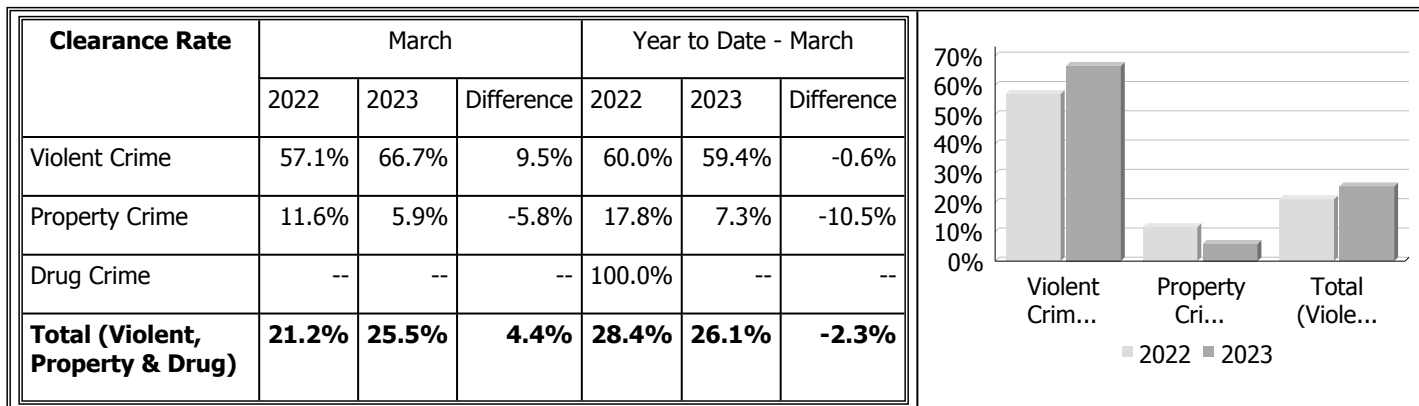 Clearance Rate March Year to Date - March
2022 2023 Difference 2022 2023 Difference
Violent Crime 57.1% 66.7% 9.5% 60.0% 59.4% -0.6%
Property Crime 11.6% 5.9% -5.8% 17.8% 7.3% -10.5%
Drug Crime -- -- -- 100.0% -- --
Total (Violent, 21.2% 25.5% 4.4% 28.4% 26.1% -2.3%
Property & Drug)
70%
60%
50%
40%
30%
20%
10%
0%
Violent Property Total
Crim... Cri... (Viole...
2022 2023